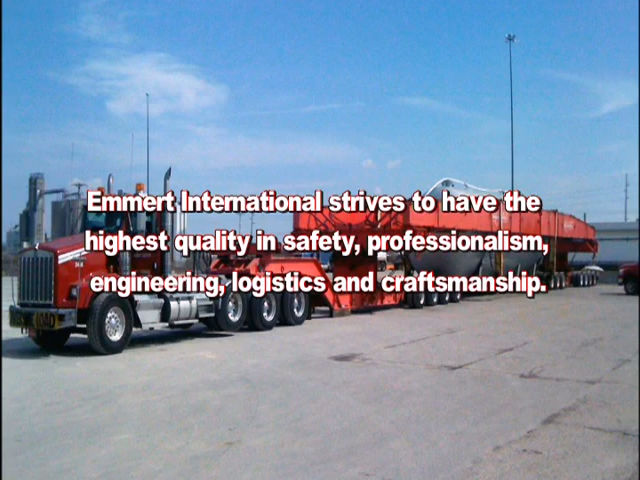 Emmert International strives to have the
highest quality in safety, professionalism,
engineering, logistics and craftsmanship.